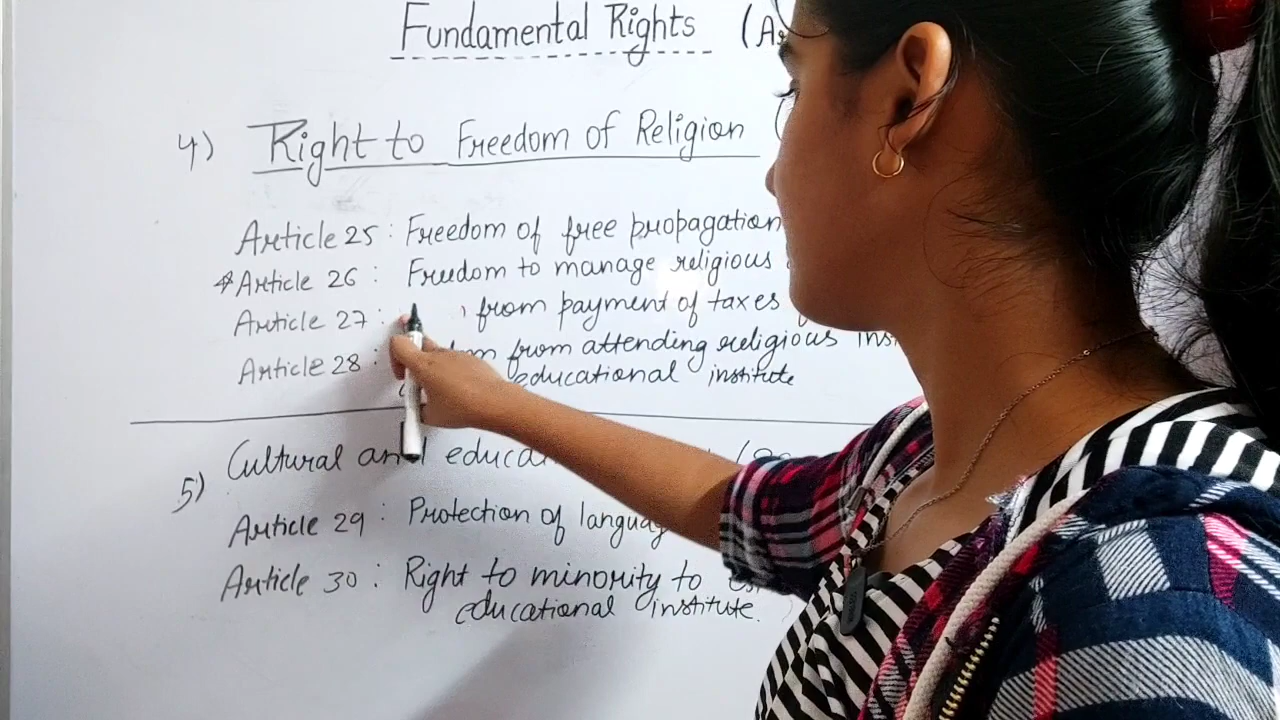 Fundamental Rights (
4) Right to Freedom of Religion (
Article 25 : Freedom of free propagation
Article 26 : Freedom to manage religious
Article 27 : , from payment of taxes
Article 28 : from attending religious
educational institute
5) Cultural and
Article 29 : Protection of
Article 30 : Right to minority to
educational institute.